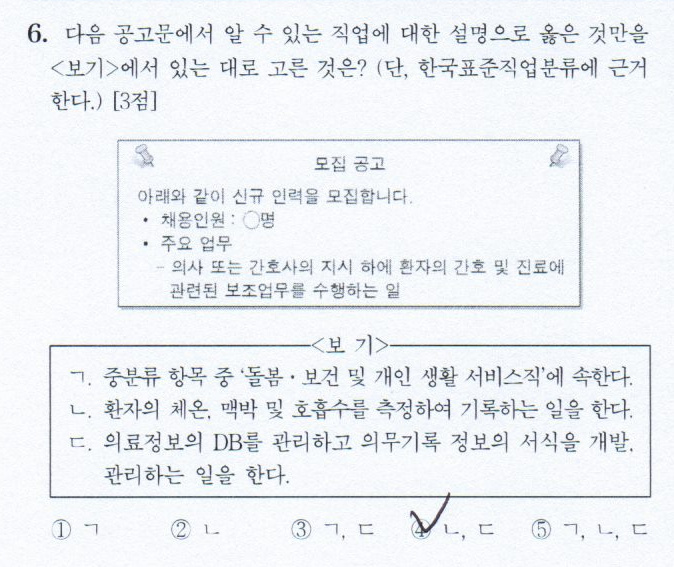 6. 다음 공고문에서 알 수 있는 직업에 대한 설명으로 옳은 것만을
<보기>에서 있는 대로 고른 것은? (단, 한국표준직업분류에 근거
한다.) [3점]
모집 공고
아래와 같이 신규 인력을 모집합니다.
• 채용인원 : ○명
• 주요 업무
- 의사 또는 간호사의 지시 하에 환자의 간호 및 진료에
관련된 보조업무를 수행하는 일
<보 기>
ㄱ. 중분류 항목 중 ‘돌봄·보건 및 개인 생활 서비스직’에 속한다.
ㄴ. 환자의 체온, 맥박 및 호흡수를 측정하여 기록하는 일을 한다.
ㄷ. 의료정보의 DB를 관리하고 의무기록 정보의 서식을 개발,
관리하는 일을 한다.
① ㄱ ② ㄴ ③ ㄱ, ㄷ ④ ㄴ, ㄷ ⑤ ㄱ, ㄴ, ㄷ